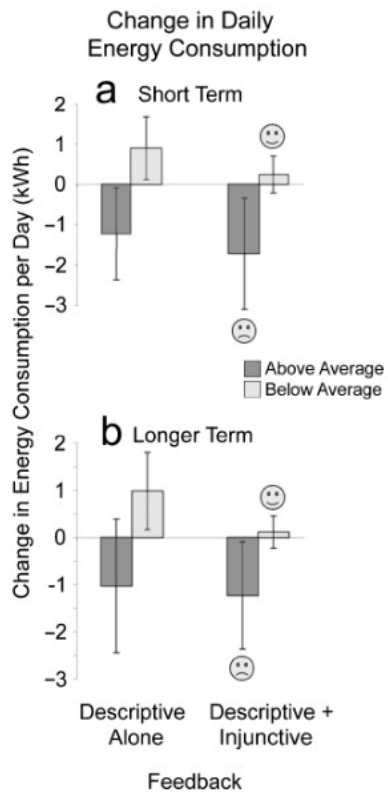 Change in Daily
Energy Consumption
a Short Term
2
1
0
−1
−2
−3
Above Average
Below Average
Change in Energy Consumption per Day (kWh)
b Longer Term
2
1
0
-1
-2
-3
Descriptive Alone
Descriptive + Injunctive
Feedback